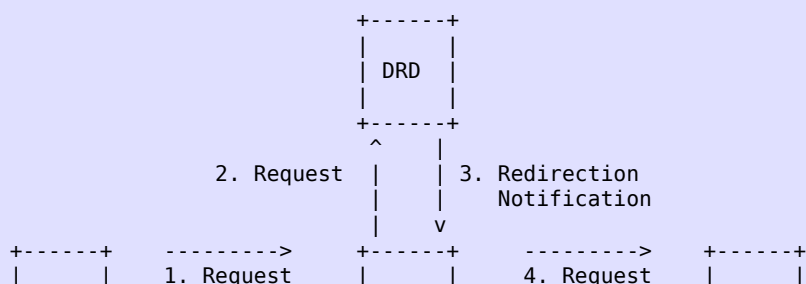 DRD
2. Request 3. Redirection
Notification
1. Request 4. Request